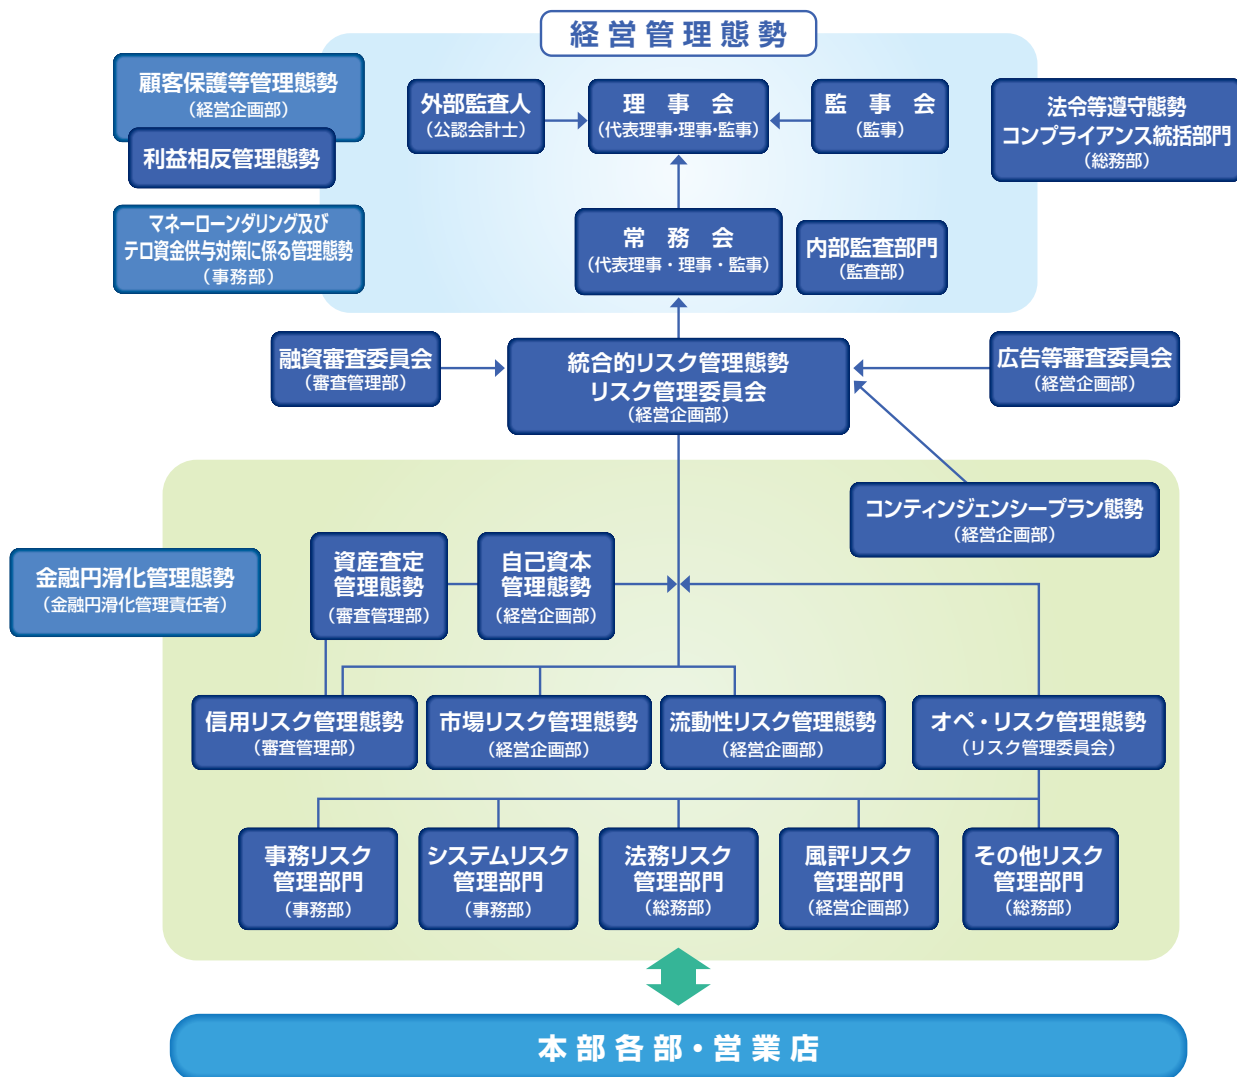 経営管理態勢
顧客保護等管理態勢
(経営企画部)
利益相反管理態勢
マネーローンダリング及び
テロ資金供与対策に係る管理態勢
(事務部)
外部監査人
(公認会計士)
理事会
(代表理事・理事・監事)
監事会
(監事)
法令等遵守態勢
コンプライアンス統括部門
(総務部)
常務会
(代表理事・理事・監事)
内部監査部門
(監査部)
融資審査委員会
(審査管理部)
統合的リスク管理態勢
リスク管理委員会
(経営企画部)
広告等審査委員会
(経営企画部)
コンティンジェンシープラン態勢
(経営企画部)
金融円滑化管理態勢
(金融円滑化管理責任者)
資産査定
管理態勢
(審査管理部)
自己資本
管理態勢
(経営企画部)
信用リスク管理態勢
(審査管理部)
市場リスク管理態勢
(経営企画部)
流動性リスク管理態勢
(経営企画部)
オペ・リスク管理態勢
(リスク管理委員会)
事務リスク
管理部門
(事務部)
システムリスク
管理部門
(事務部)
法務リスク
管理部門
(総務部)
風評リスク
管理部門
(経営企画部)
その他リスク
管理部門
(総務部)
本部各部・営業店